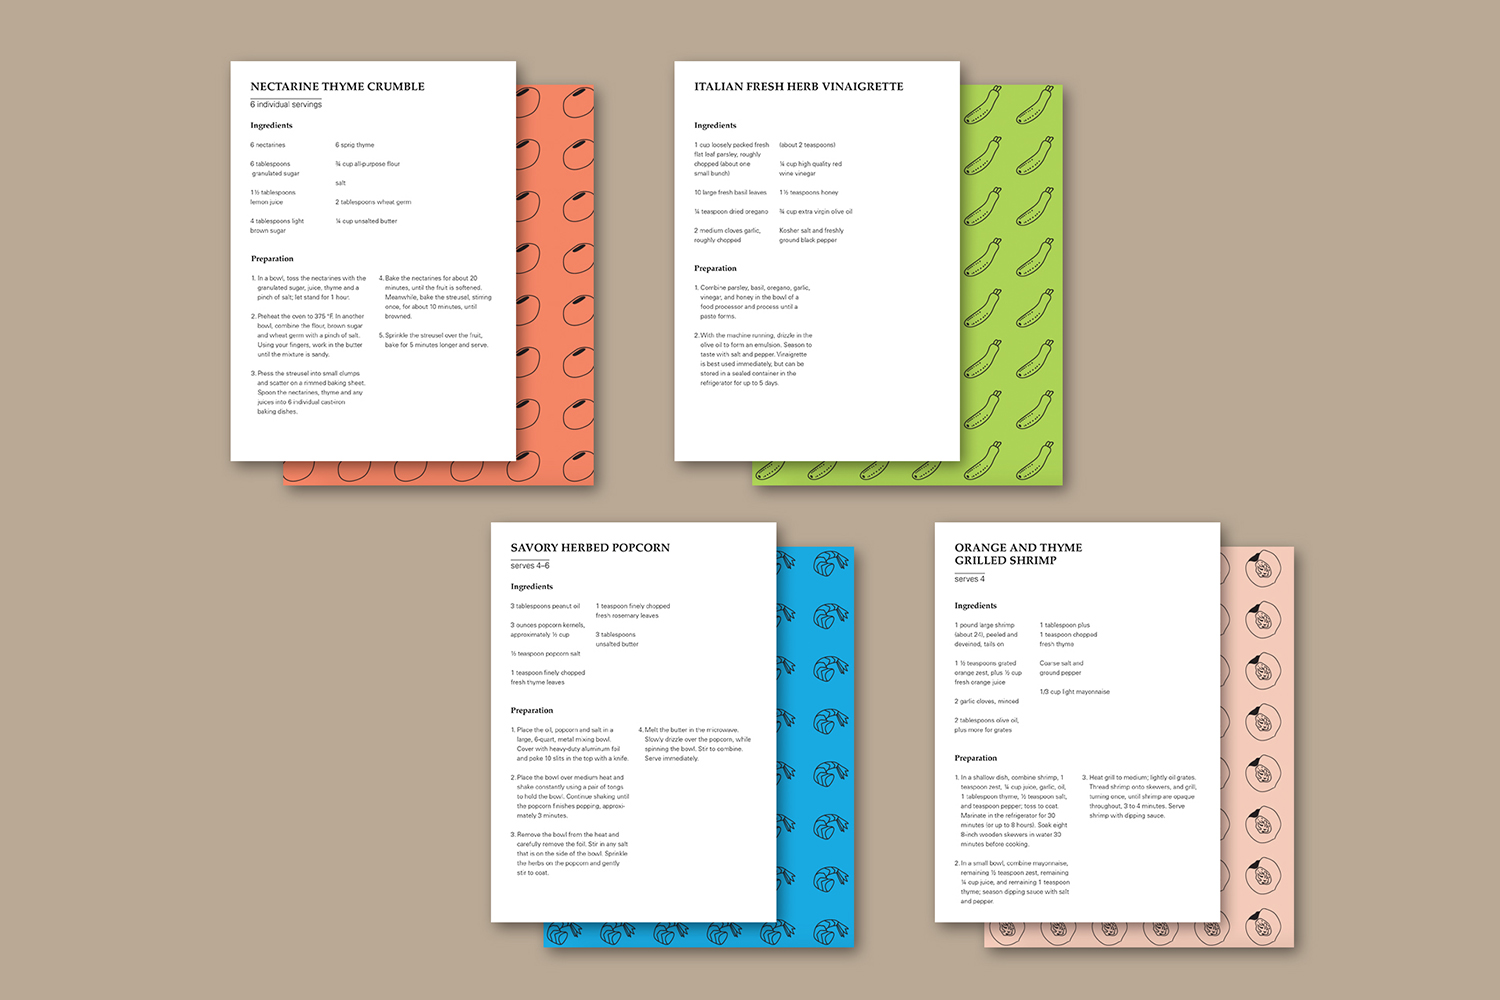 NECTARINE THYME CRUMBLE
6 individual servings
Ingredients
6 nectarines
6 tablespoons
granulated sugar
1½ tablespoons
lemon juice
4 tablespoons light
brown sugar
6 sprig thyme
¾ cup all-purpose flour
salt
2 tablespoons wheat germ
¼ cup unsalted butter
Preparation
1. In a bowl, toss the nectarines with the
granulated sugar, juice, thyme and a
pinch of salt; let stand for 1 hour.
2. Preheat the oven to 375 °F. In another
bowl, combine the flour, brown sugar
and wheat germ with a pinch of salt.
Using your fingers, work in the butter
until the mixture is sandy.
3. Press the streusel into small clumps
and scatter on a rimmed baking sheet.
Spoon the nectarines, thyme and any
juices into 6 individual cast-iron
baking dishes.
4. Bake the nectarines for about 20
minutes, until the fruit is softened.
Meanwhile, bake the streusel, stirring
once, for about 10 minutes, until
browned.
5. Sprinkle the streusel over the fruit,
bake for 5 minutes longer and serve.
ITALIAN FRESH HERB VINAIGRETTE
Ingredients
1 cup loosely packed fresh
flat leaf parsley, roughly
chopped (about one
small bunch)
10 large fresh basil leaves
¼ teaspoon dried oregano
2 medium cloves garlic,
roughly chopped
(about 2 teaspoons)
¼ cup high quality red
wine vinegar
1½ teaspoons honey
¾ cup extra virgin olive oil
Kosher salt and freshly
ground black pepper
Preparation
1. Combine parsley, basil, oregano, garlic,
vinegar, and honey in the bowl of a
food processor and process until a
paste forms.
2. With the machine running, drizzle in the
olive oil to form an emulsion. Season to
taste with salt and pepper. Vinaigrette
is best used immediately, but can be
stored in a sealed container in the
refrigerator for up to 5 days.
SAVORY HERBED POPCORN
serves 4–6
Ingredients
3 tablespoons peanut oil
3 ounces popcorn kernels,
approximately ½ cup
½ teaspoon popcorn salt
1 teaspoon finely chopped
fresh thyme leaves
1 teaspoon finely chopped
fresh rosemary leaves
3 tablespoons
unsalted butter
Preparation
1. Place the oil, popcorn and salt in a
large, 6-quart, metal mixing bowl.
Cover with heavy-duty aluminum foil
and poke 10 slits in the top with a knife.
2. Place the bowl over medium heat and
shake constantly using a pair of tongs
to hold the bowl. Continue shaking until
the popcorn finishes popping, approxi-
mately 3 minutes.
3. Remove the bowl from the heat and
carefully remove the foil. Stir in any salt
that is on the side of the bowl. Sprinkle
the herbs on the popcorn and gently
stir to coat.
4. Melt the butter in the microwave.
Slowly drizzle over the popcorn, while
spinning the bowl. Stir to combine.
Serve immediately.
ORANGE AND THYME
GRILLED SHRIMP
serves 4
Ingredients
1 pound large shrimp
(about 24), peeled and
deveined, tails on
1 ½ teaspoons grated
orange zest, plus ½ cup
fresh orange juice
2 garlic cloves, minced
2 tablespoons olive oil,
plus more for grates
1 tablespoon plus
1 teaspoon chopped
fresh thyme
Coarse salt and
ground pepper
1/3 cup light mayonnaise
Preparation
1. In a shallow dish, combine shrimp, 1
teaspoon zest, ¼ cup juice, garlic, oil,
1 tablespoon thyme, ½ teaspoon salt,
and teaspoon pepper; toss to coat.
Marinate in the refrigerator for 30
minutes (or up to 8 hours). Soak eight
8-inch wooden skewers in water 30
minutes before cooking.
2. In a small bowl, combine mayonnaise,
remaining ½ teaspoon zest, remaining
¼ cup juice, and remaining 1 teaspoon
thyme; season dipping sauce with salt
and pepper.
3. Heat grill to medium; lightly oil grates.
Thread shrimp onto skewers, and grill,
turning once, until shrimp are opaque
throughout, 3 to 4 minutes. Serve
shrimp with dipping sauce.